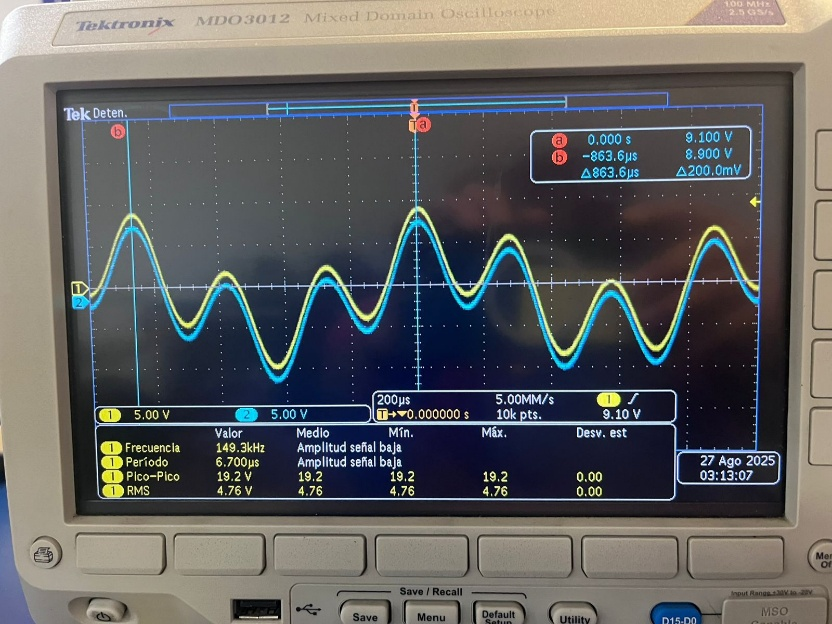 Tektronix MDO3012 Mixed Domain Oscilloscope
100 MHz
2.5 GS/s
Tek Deten.
b
T a
a 0.000 s 9.100 V
b -863.6µs 8.900 V
Δ863.6µs Δ200.0mV
1
2
1 5.00 V 2 5.00 V
200µs 5.00MM/s 1
T→▼0.000000 s 10k pts. 9.10 V
Valor Medio Mín. Máx. Desv. est
1 Frecuencia 149.3kHz Amplitud señal baja
1 Período 6.700µs Amplitud señal baja
1 Pico-Pico 19.2 V 19.2 19.2 19.2 0.00
1 RMS 4.76 V 4.76 4.76 4.76 0.00
27 Ago 2025
03:13:07
Save / Recall
Save
Menu
Default
Setup
Utility
D15-D0
MSO